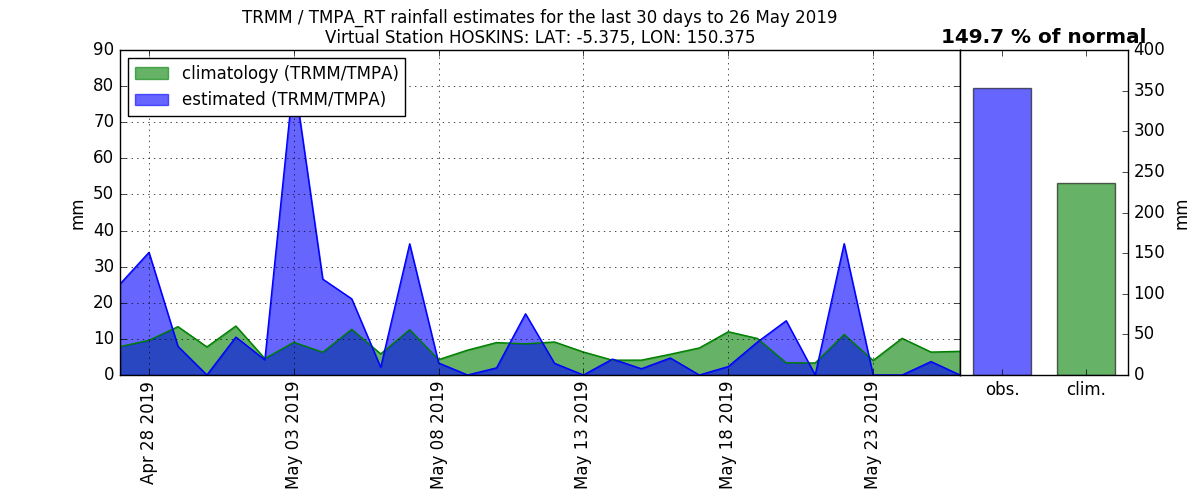 TRMM / TMPA_RT rainfall estimates for the last 30 days to 26 May 2019
Virtual Station HOSKINS: LAT: -5.375, LON: 150.375
149.7 % of normal
climatology (TRMM/TMPA)
estimated (TRMM/TMPA)
90
80
70
60
50
40
30
20
10
0
mm
Apr 28 2019
May 03 2019
May 08 2019
May 13 2019
May 18 2019
May 23 2019
400
350
300
250
200
150
100
50
0
mm
obs.
clim.